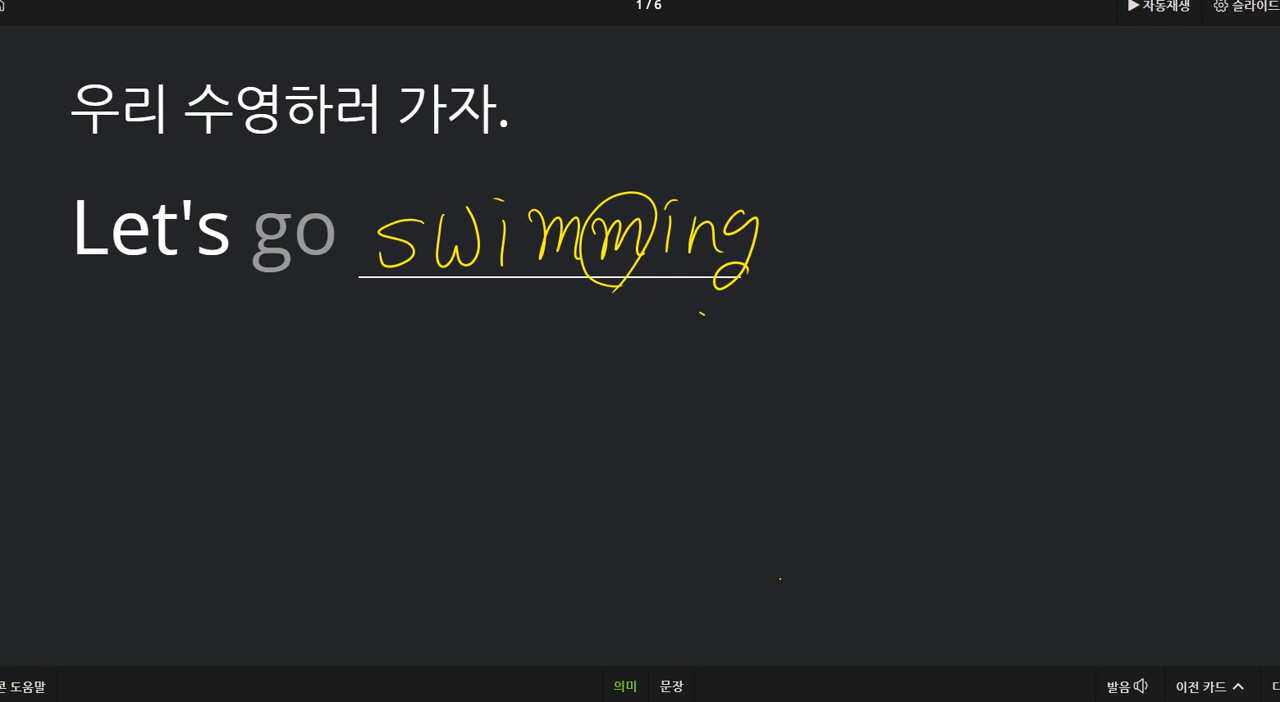 1 / 6
자동재생
슬라이드
우리 수영하러 가자.
Let's go swimming
도움말
의미
문장
발음
이전 카드